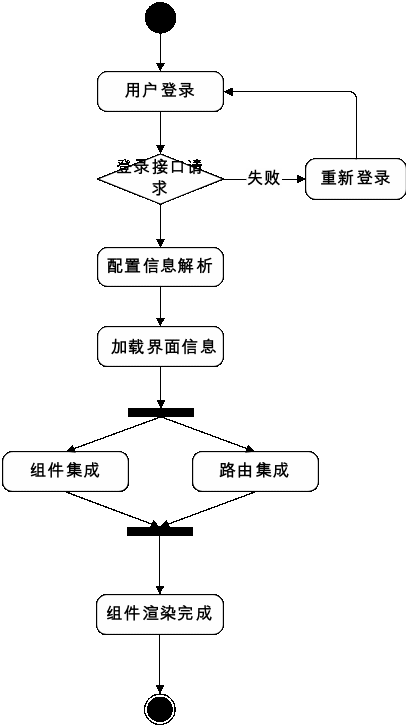 用户登录
登录接口请
求
失败
重新登录
配置信息解析
加载界面信息
组件集成
路由集成
组件渲染完成